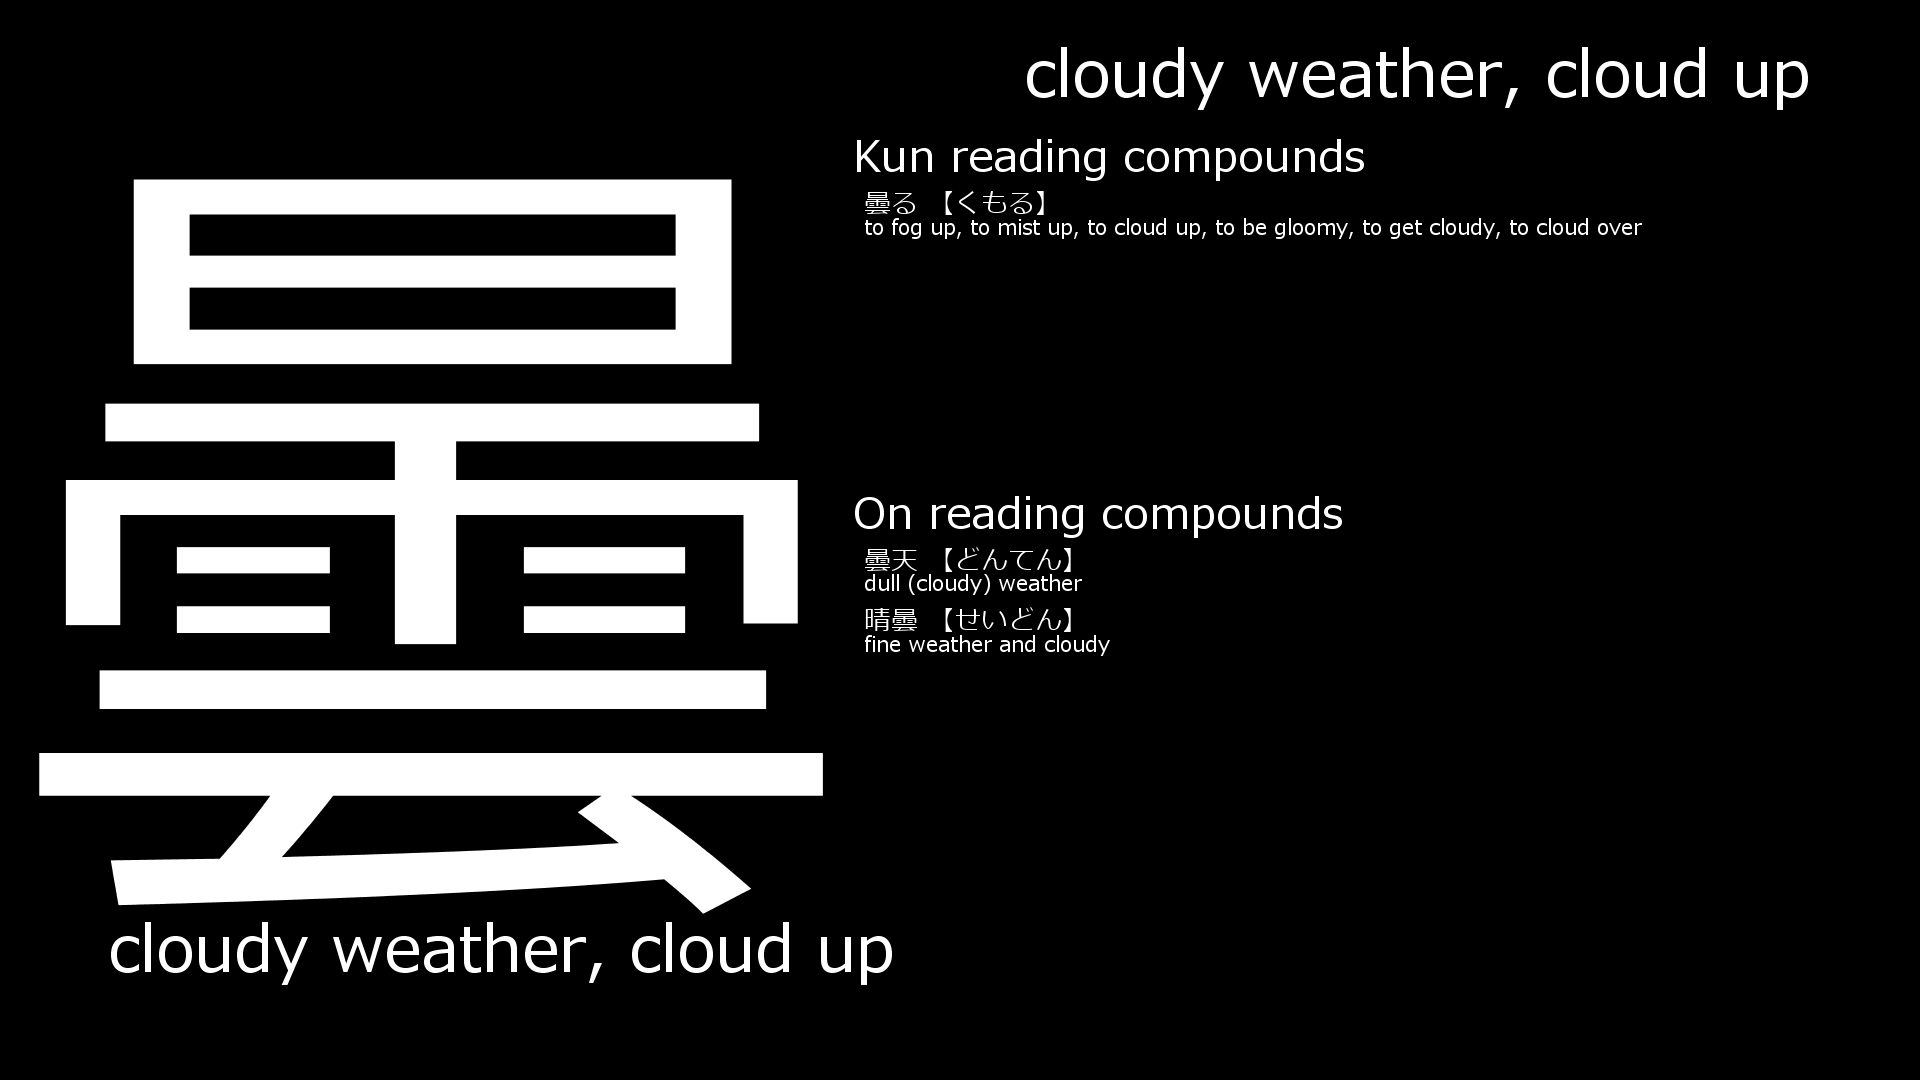 曇
cloudy weather, cloud up
cloudy weather, cloud up
Kun reading compounds
曇る 【くもる】
to fog up, to mist up, to cloud up, to be gloomy, to get cloudy, to cloud over
On reading compounds
曇天 【どんてん】
dull (cloudy) weather
晴曇 【せいどん】
fine weather and cloudy